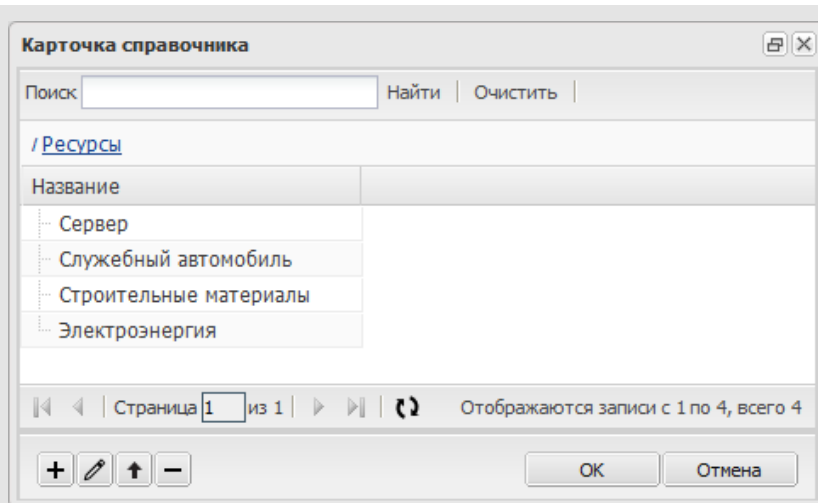 Карточка справочника
Поиск Найти Очистить
/ Ресурсы
Название
Сервер
Служебный автомобиль
Строительные материалы
Электроэнергия
Страница 1 из 1 Отображаются записи с 1 по 4, всего 4
ОК Отмена